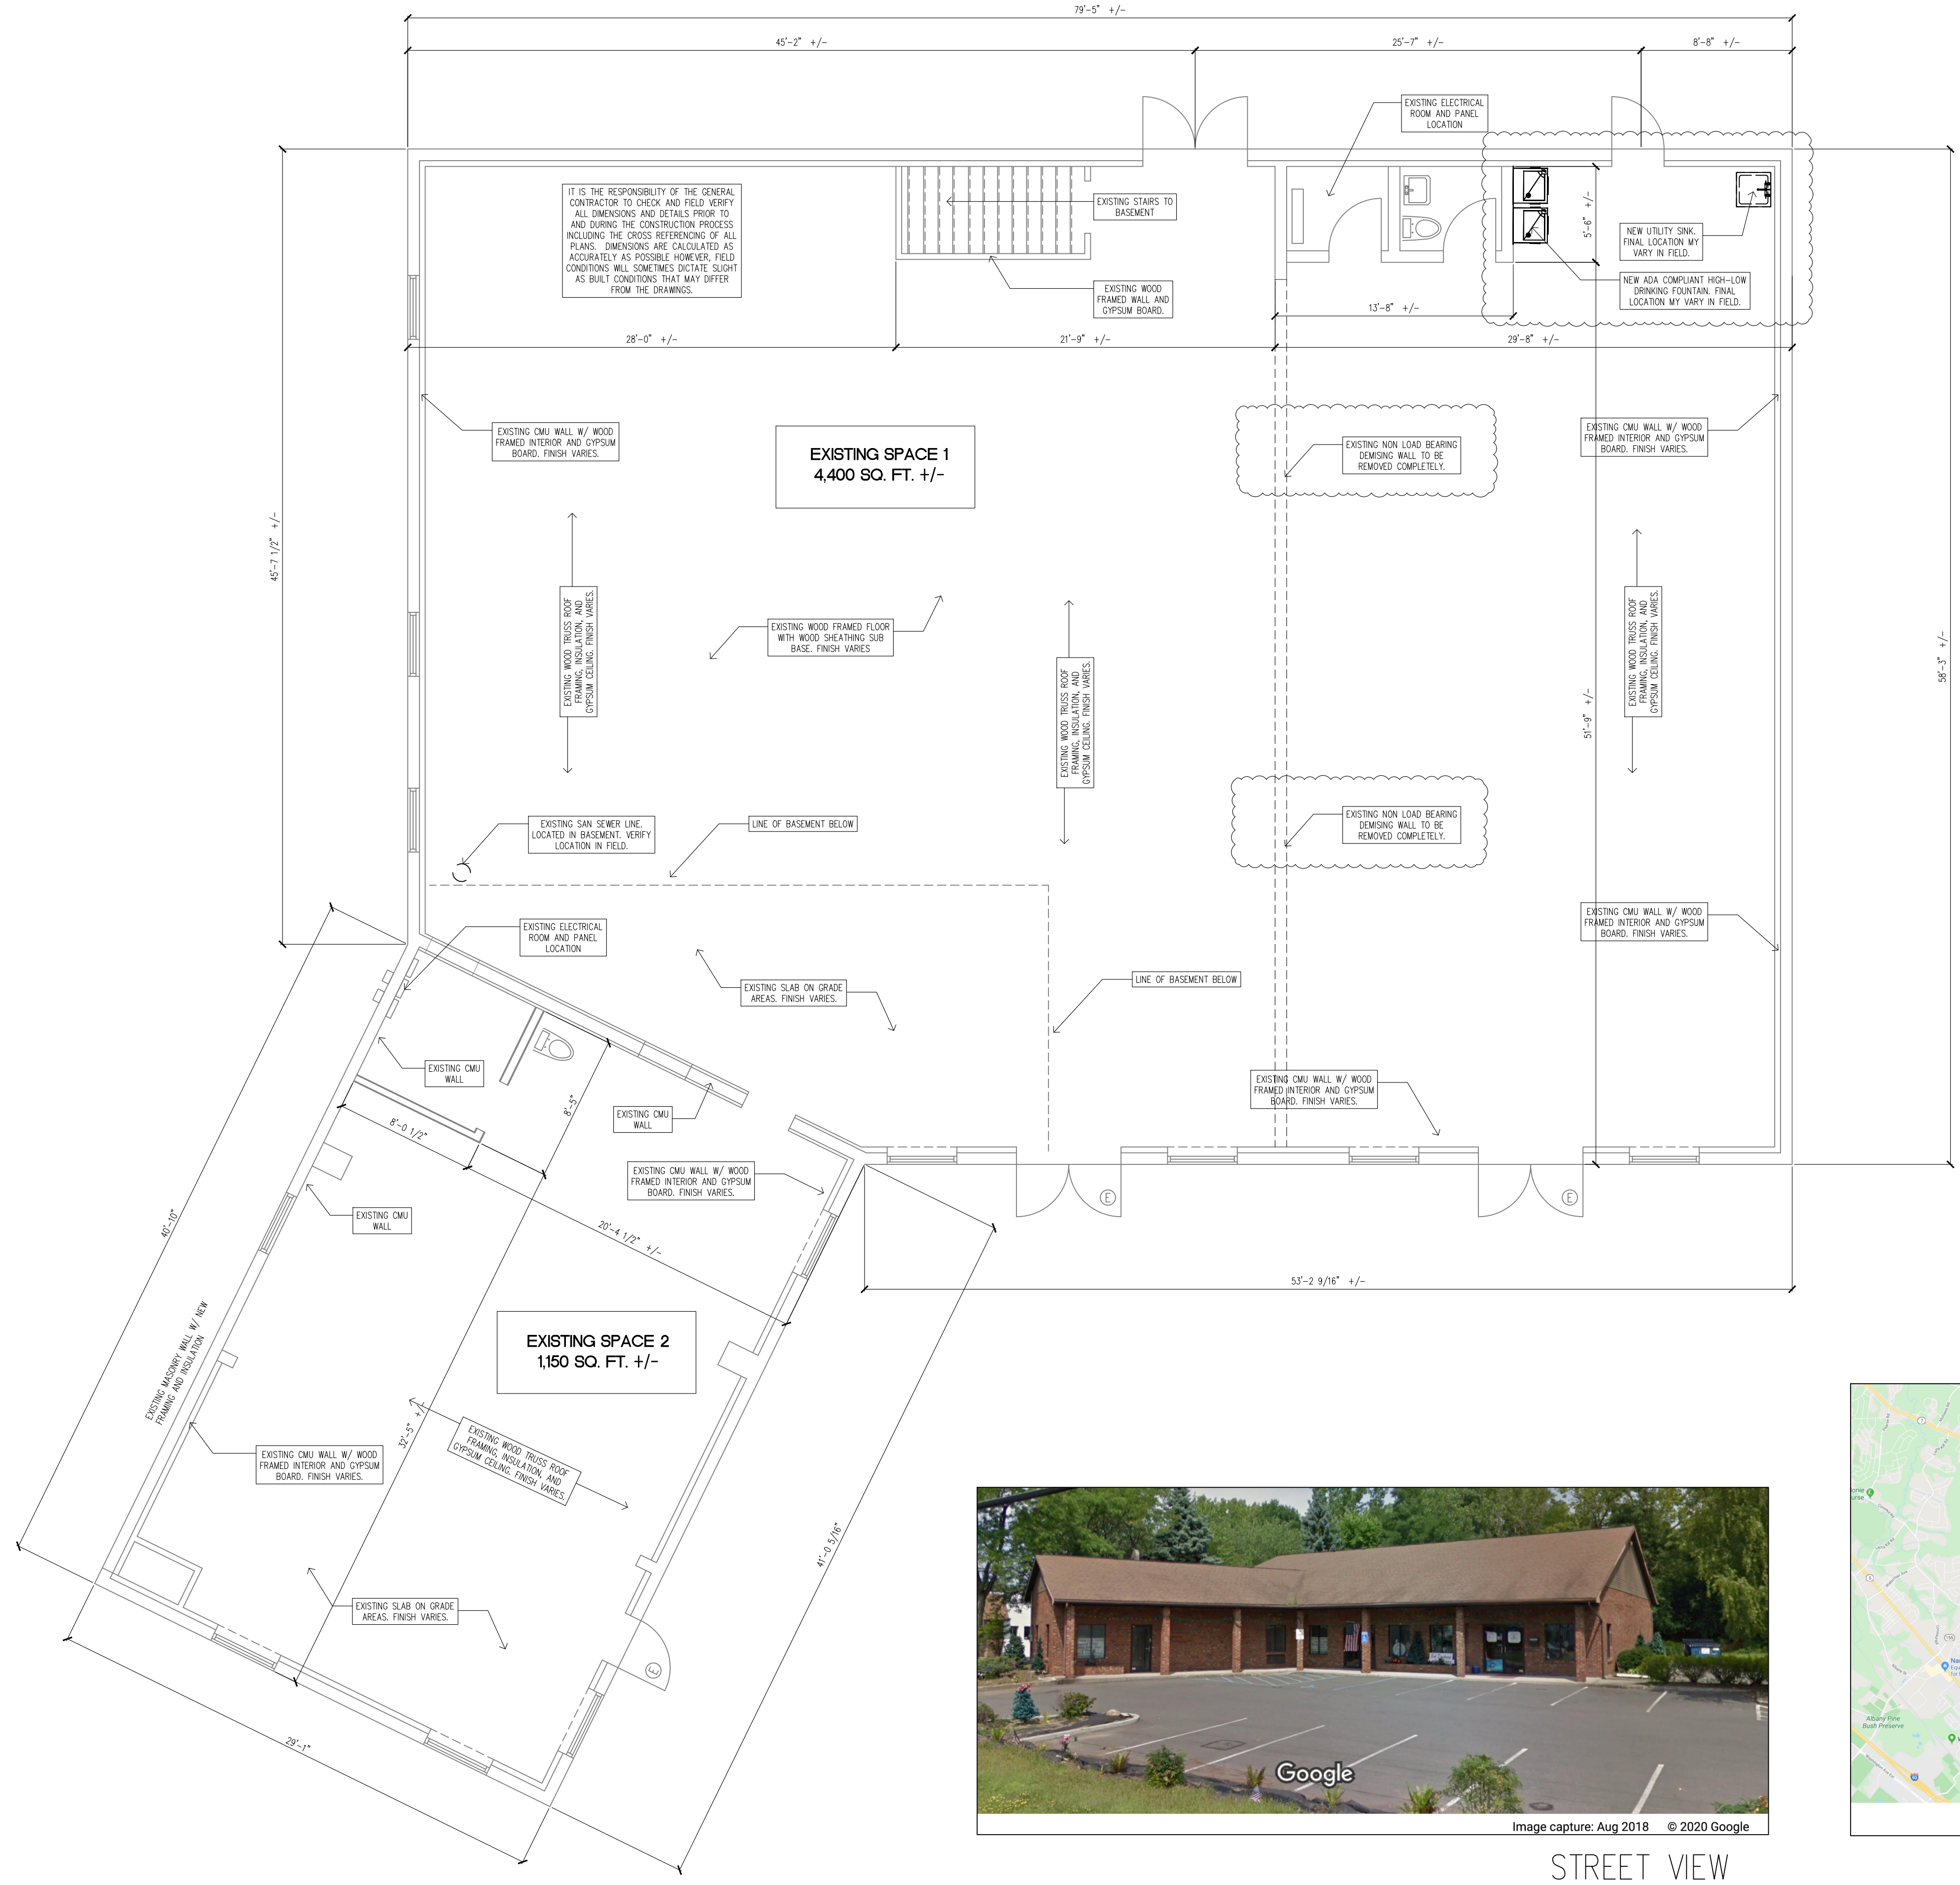 79'-5" +/-
45'-2" +/-
25'-7" +/-
8'-8" +/-
EXISTING ELECTRICAL
ROOM AND PANEL
LOCATION
IT IS THE RESPONSIBILITY OF THE GENERAL
CONTRACTOR TO CHECK AND FIELD VERIFY
ALL DIMENSIONS AND DETAILS PRIOR TO
AND DURING THE CONSTRUCTION PROCESS
INCLUDING THE CROSS REFERENCING OF ALL
PLANS. DIMENSIONS ARE CALCULATED AS
ACCURATELY AS POSSIBLE HOWEVER, FIELD
CONDITIONS WILL SOMETIMES DICTATE SLIGHT
AS BUILT CONDITIONS THAT MAY DIFFER
FROM THE DRAWINGS.
EXISTING STAIRS TO
BASEMENT
5'-6" +/-
NEW UTILITY SINK.
FINAL LOCATION MY
VARY IN FIELD.
EXISTING WOOD
FRAMED WALL AND
GYPSUM BOARD.
NEW ADA COMPLIANT HIGH-LOW
DRINKING FOUNTAIN. FINAL
LOCATION MY VARY IN FIELD.
13'-8" +/-
28'-0" +/-
21'-9" +/-
29'-8" +/-
EXISTING CMU WALL W/ WOOD
FRAMED INTERIOR AND GYPSUM
BOARD. FINISH VARIES.
EXISTING SPACE 1
4,400 SQ. FT. +/-
EXISTING NON LOAD BEARING
DEMISING WALL TO BE
REMOVED COMPLETELY.
EXISTING CMU WALL W/ WOOD
FRAMED INTERIOR AND GYPSUM
BOARD. FINISH VARIES.
45'-7 1/2" +/-
EXISTING WOOD TRUSS ROOF
FRAMING, INSULATION, AND
GYPSUM CEILING. FINISH VARIES.
EXISTING WOOD FRAMED FLOOR
WITH WOOD SHEATHING SUB
BASE. FINISH VARIES
EXISTING WOOD TRUSS ROOF
FRAMING, INSULATION, AND
GYPSUM CEILING. FINISH VARIES.
51'-9" +/-
EXISTING WOOD TRUSS ROOF
FRAMING, INSULATION, AND
GYPSUM CEILING. FINISH VARIES.
58'-3" +/-
EXISTING SAN SEWER LINE.
LOCATED IN BASEMENT. VERIFY
LOCATION IN FIELD.
LINE OF BASEMENT BELOW
EXISTING NON LOAD BEARING
DEMISING WALL TO BE
REMOVED COMPLETELY.
EXISTING ELECTRICAL
ROOM AND PANEL
LOCATION
EXISTING CMU WALL W/ WOOD
FRAMED INTERIOR AND GYPSUM
BOARD. FINISH VARIES.
EXISTING SLAB ON GRADE
AREAS. FINISH VARIES.
LINE OF BASEMENT BELOW
EXISTING CMU
WALL
8'-5"
EXISTING CMU
WALL
EXISTING CMU WALL W/ WOOD
FRAMED INTERIOR AND GYPSUM
BOARD. FINISH VARIES.
8'-0 1/2"
EXISTING CMU WALL W/ WOOD
FRAMED INTERIOR AND GYPSUM
BOARD. FINISH VARIES.
E
E
EXISTING CMU
WALL
40'-10"
20'-4 1/2" +/-
53'-2 9/16" +/-
EXISTING SPACE 2
1,150 SQ. FT. +/-
EXISTING MASONRY WALL W/ NEW
FRAMING AND INSULATION
32'-5" +/-
EXISTING WOOD TRUSS ROOF
FRAMING, INSULATION, AND
GYPSUM CEILING. FINISH VARIES.
EXISTING CMU WALL W/ WOOD
FRAMED INTERIOR AND GYPSUM
BOARD. FINISH VARIES.
41'-0 5/16"
EXISTING SLAB ON GRADE
AREAS. FINISH VARIES.
E
29'-1"
Google
Image capture: Aug 2018 © 2020 Google
STREET VIEW
Albany Pine
Bush Preserve